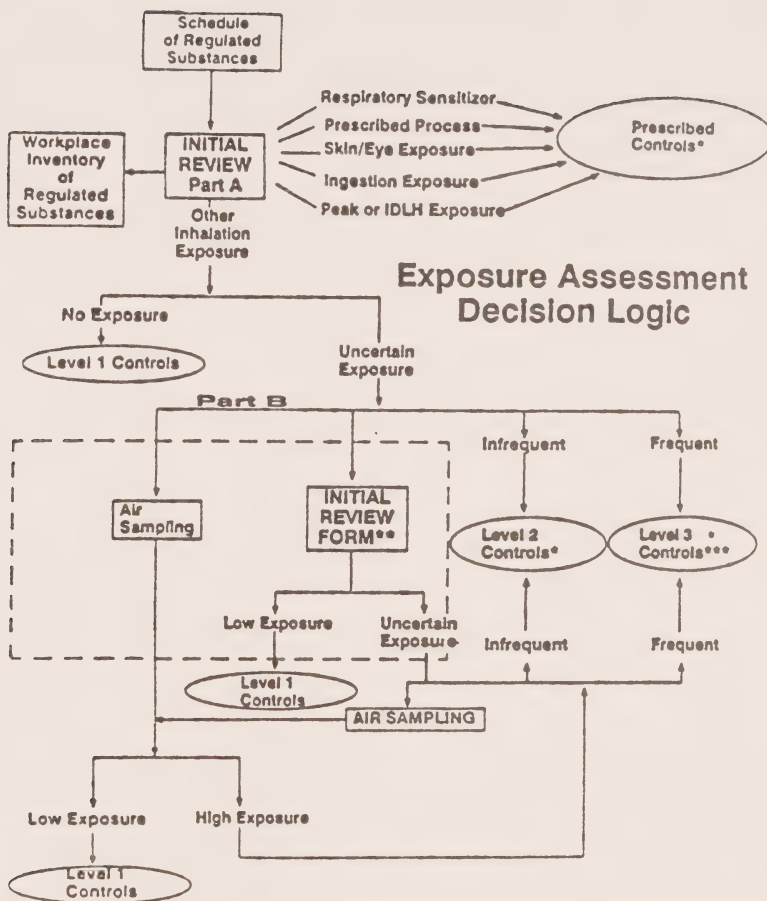 Schedule
of Regulated
Substances
Workplace
Inventory
of
Regulated
Substances
INITIAL
REVIEW
Part A
Respiratory Sensitizor
Prescribed Process
Skin/Eye Exposure
Ingestion Exposure
Peak or IDLH Exposure
Prescribed
Controls*
Other
Inhalation
Exposure
Exposure Assessment
Decision Logic
No Exposure
Level 1 Controls
Uncertain
Exposure
Part B
Air
Sampling
INITIAL
REVIEW
FORM**
Infrequent
Frequent
Level 2
Controls*
Level 3 *
Controls***
Low Exposure
Uncertain
Exposure
Infrequent
Frequent
Level 1
Controls
AIR SAMPLING
Low Exposure
High Exposure
Level 1
Controls